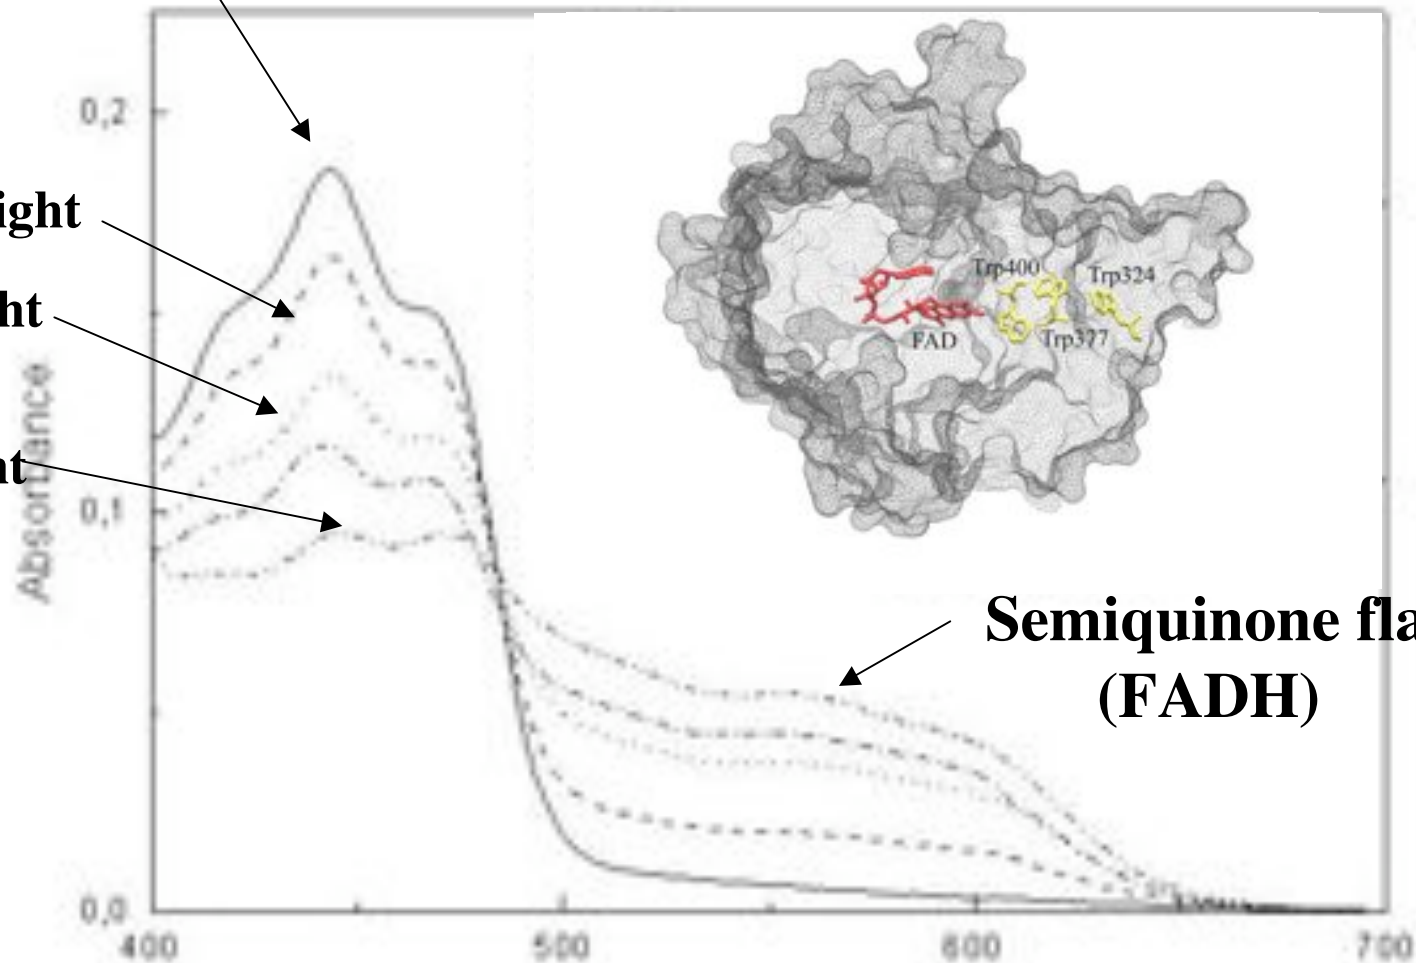 0,2
ight
ht
nt
Absorbance
0,1
0,0
400
500
600
700
Trp400
Trp324
FAD
Trp377
Semiquinone fla
(FADH)